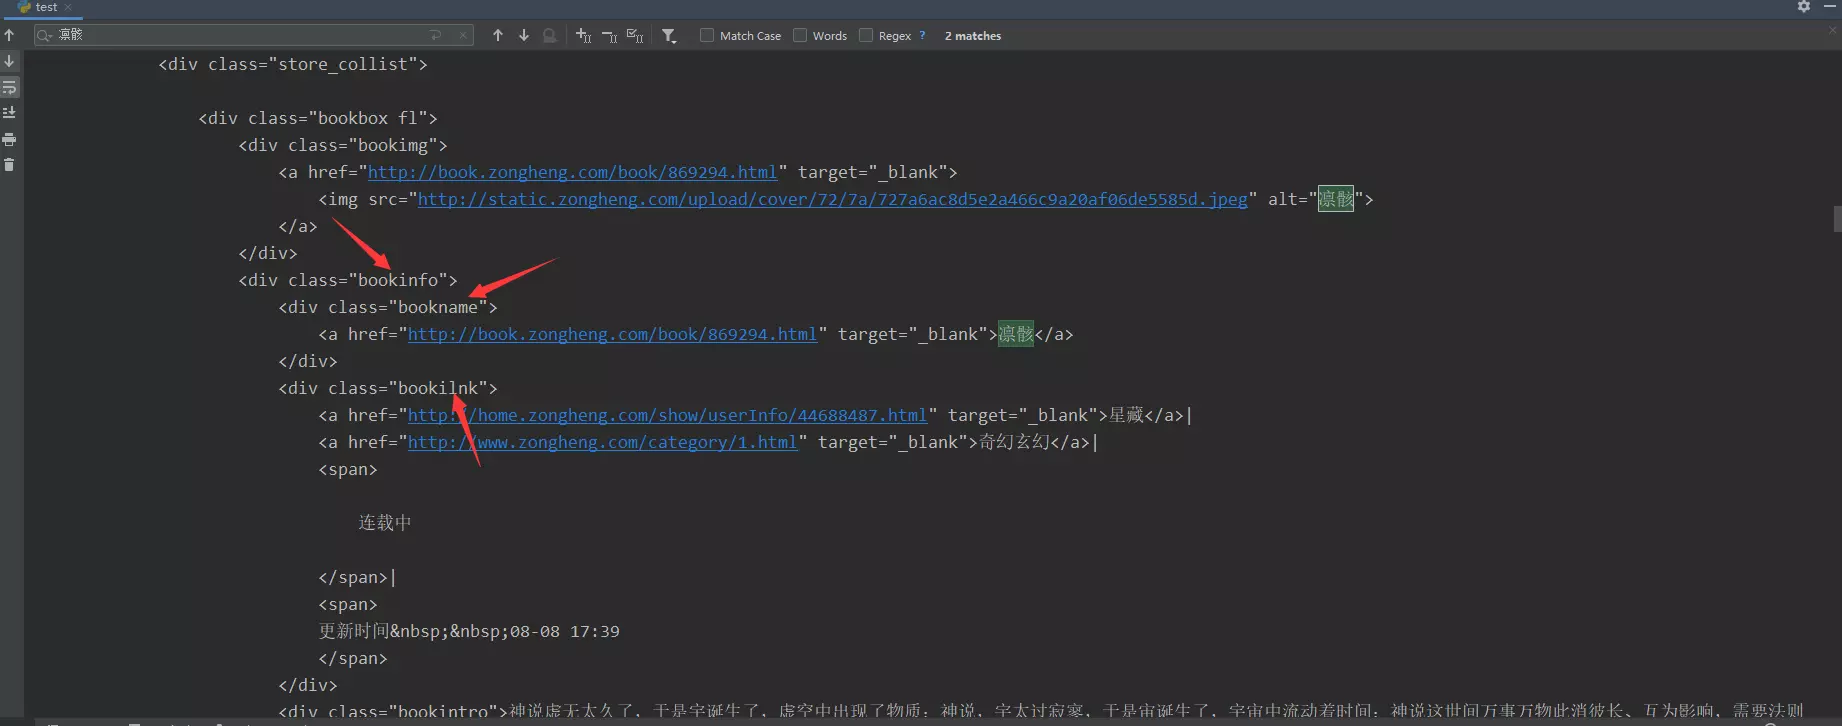 test
凛骸
Match Case
Words
Regex ?
2 matches
<div class="store_collist">
<div class="bookbox fl">
<div class="bookimg">
<a href="http://book.zongheng.com/book/869294.html" target="_blank">
<img src="http://static.zongheng.com/upload/cover/72/7a/727a6ac8d5e2a466c9a20af06de5585d.jpeg" alt="凛骸">
</a>
</div>
<div class="bookinfo">
<div class="bookname">
<a href="http://book.zongheng.com/book/869294.html" target="_blank">凛骸</a>
</div>
<div class="bookilnk">
<a href="http://home.zongheng.com/show/userInfo/44688487.html" target="_blank">星藏</a>|
<a href="http://www.zongheng.com/category/1.html" target="_blank">奇幻玄幻</a>|
<span>
连载中
</span>|
<span>
更新时间&nbsp;&nbsp;08-08 17:39
</span>
</div>
<div class="bookintro">神说虚无太久了，于是宇诞生了，虚空中出现了物质；神说，宇太过寂寥，于是宙诞生了，宇宙中流动着时间；神说这世间万事万物此消彼长、互为影响，需要法则